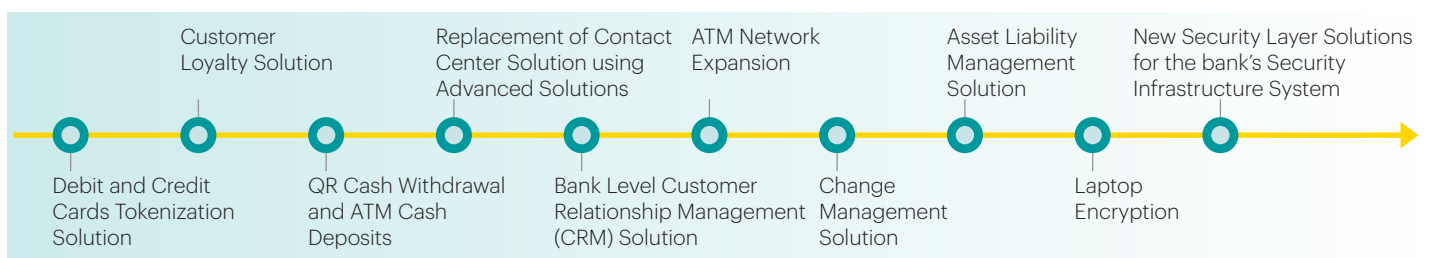 Customer
Loyalty Solution
Replacement of Contact
Center Solution using
Advanced Solutions
ATM Network
Expansion
Asset Liability
Management
Solution
New Security Layer Solutions
for the bank's Security
Infrastructure System
Debit and Credit
Cards Tokenization
Solution
QR Cash Withdrawal
and ATM Cash
Deposits
Bank Level Customer
Relationship Management
(CRM) Solution
Change
Management
Solution
Laptop
Encryption